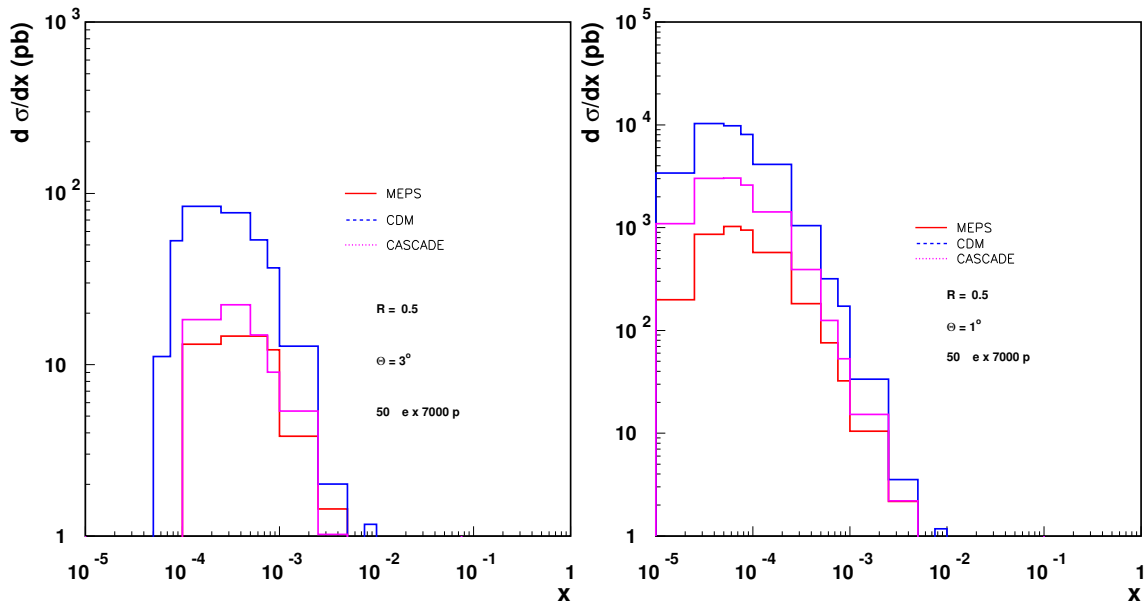 d σ/dx (pb)
10 3
10 2
10
1
MEPS
CDM
CASCADE
R = 0.5
Θ = 3°
50 e x 7000 p
10 -5
10 -4
10 -3
10 -2
10 -1
1
x
d σ/dx (pb)
10 5
10 4
10 3
10 2
10
1
MEPS
CDM
CASCADE
R = 0.5
Θ = 1°
50 e x 7000 p
10 -5
10 -4
10 -3
10 -2
10 -1
1
x